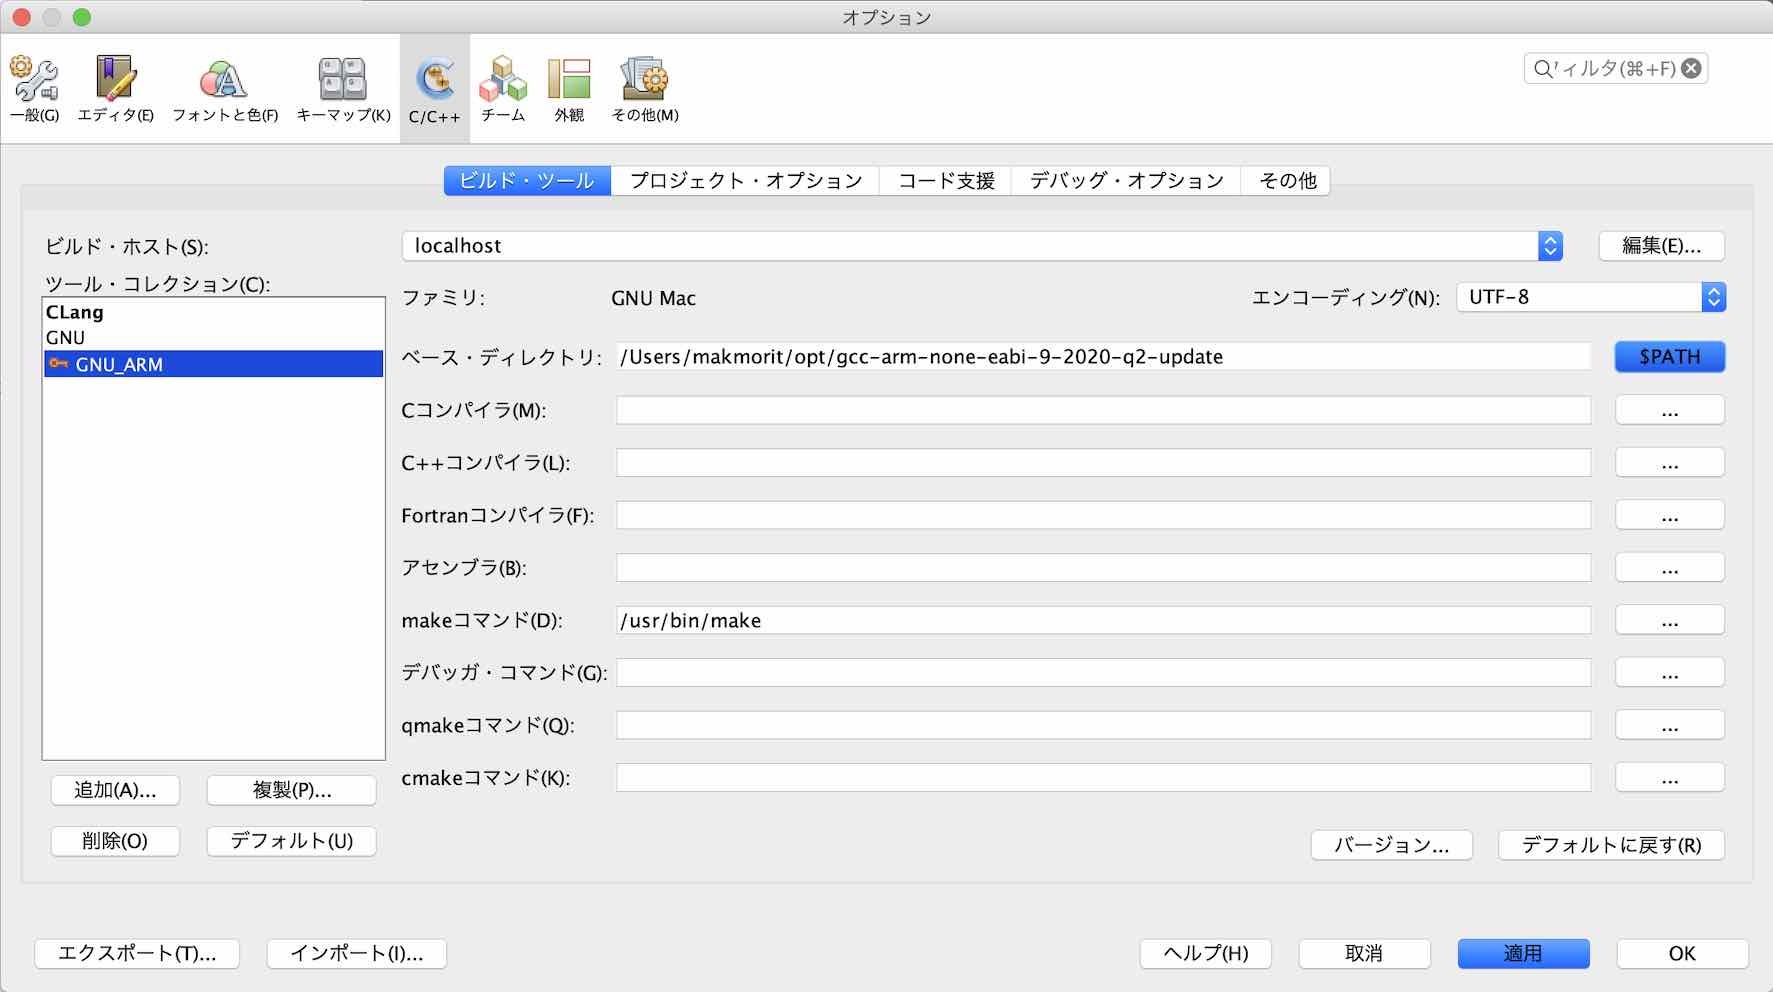 オプション
一般(G) エディタ(E) フォントと色(F) キーマップ(K) C/C++ チーム 外観 その他(M)
ィルタ(⌘+F)
ビルド・ツール プロジェクト・オプション コード支援 デバッグ・オプション その他
ビルド・ホスト(S): localhost 編集(E)...
ツール・コレクション(C):
CLang
GNU
GNU_ARM
ファミリ: GNU Mac エンコーディング(N): UTF-8
ベース・ディレクトリ: /Users/makmorit/opt/gcc-arm-none-eabi-9-2020-q2-update $PATH
Cコンパイラ(M): ...
C++コンパイラ(L): ...
Fortranコンパイラ(F): ...
アセンブラ(B): ...
makeコマンド(D): /usr/bin/make ...
デバッガ・コマンド(G): ...
qmakeコマンド(Q): ...
cmakeコマンド(K): ...
追加(A)... 複製(P)...
削除(O) デフォルト(U)
バージョン... デフォルトに戻す(R)
エクスポート(T)... インポート(I)... ヘルプ(H) 取消 適用 OK